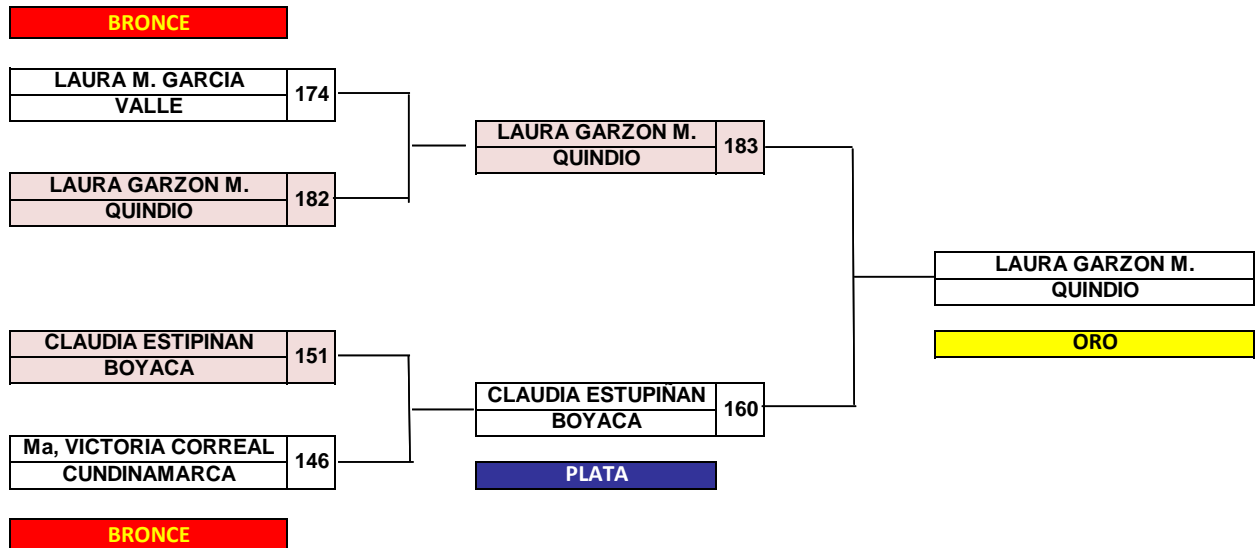 BRONCE
LAURA M. GARCIA
VALLE
174
LAURA GARZON M.
QUINDIO
182
LAURA GARZON M.
QUINDIO
183
LAURA GARZON M.
QUINDIO
ORO
CLAUDIA ESTIPIÑAN
BOYACA
151
CLAUDIA ESTUPIÑAN
BOYACA
160
PLATA
Ma, VICTORIA CORREAL
CUNDINAMARCA
146
BRONCE